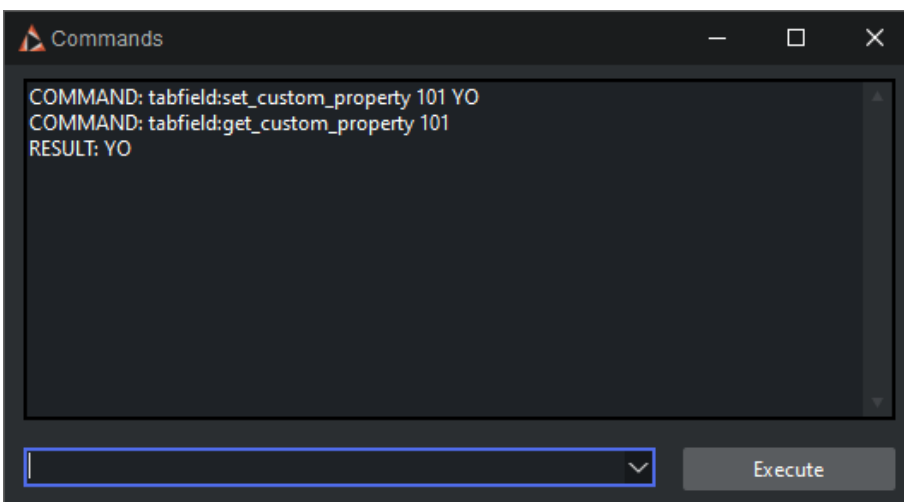 Commands
COMMAND: tabfield:set_custom_property 101 YO
COMMAND: tabfield:get_custom_property 101
RESULT: YO
Execute